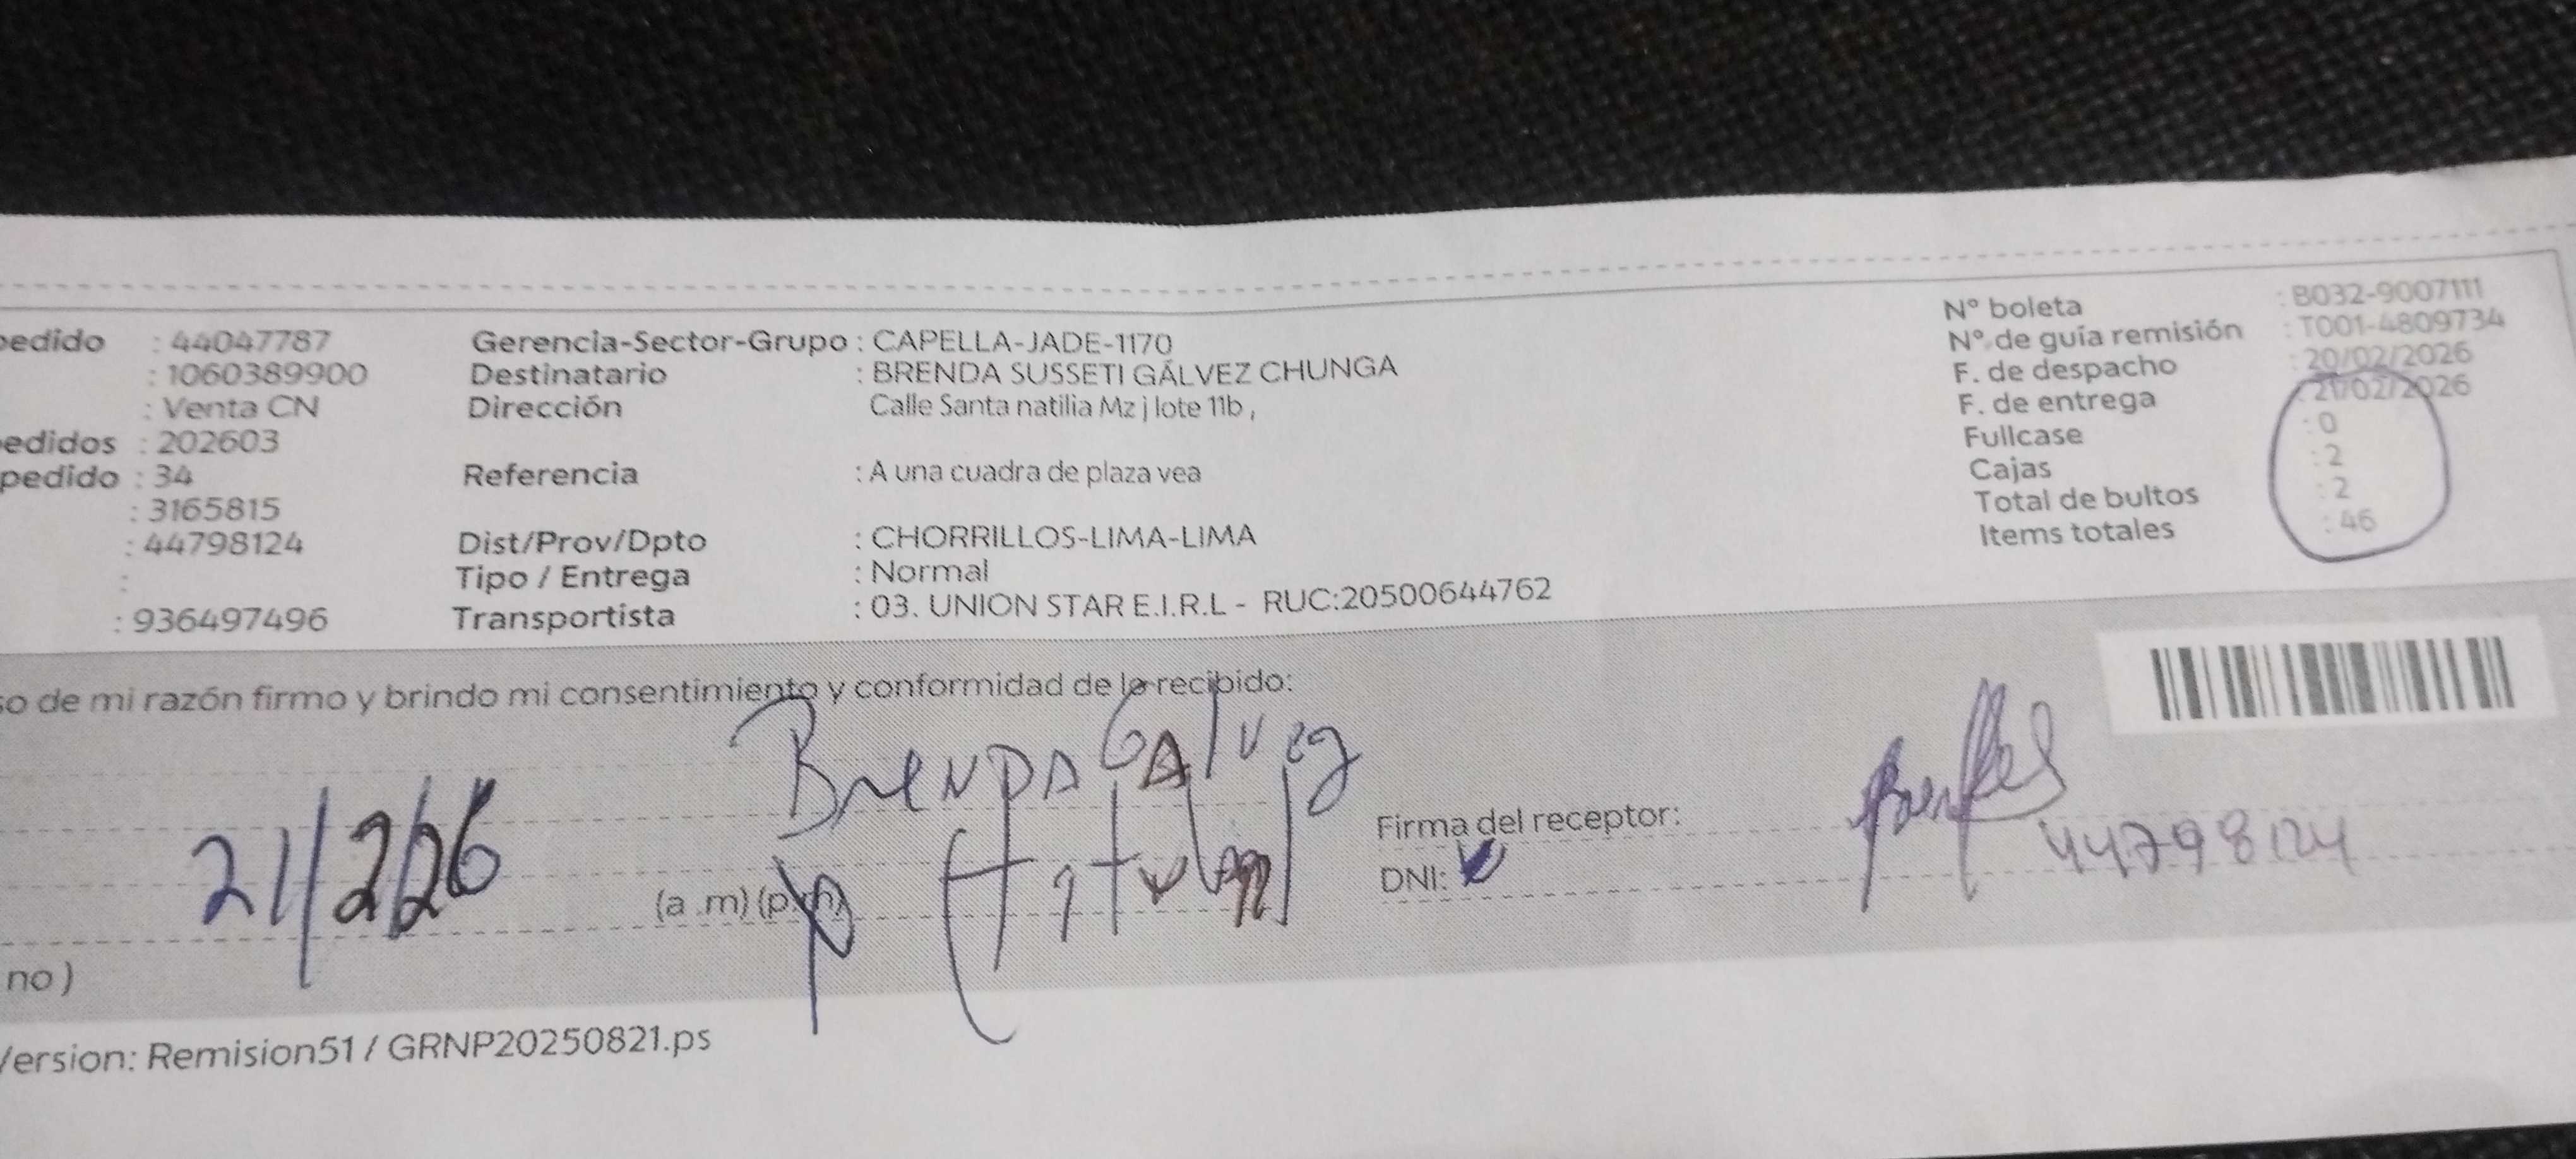 pedido : 44047787 Gerencia-Sector-Grupo : CAPELLA-JADE-1170 N° boleta : B032-9007111
: 1060389900 Destinatario : BRENDA SUSSETI GÁLVEZ CHUNGA N° de guía remisión : T001-4809734
: Venta CN Dirección Calle Santa natilia Mz j lote 11b , F. de despacho : 20/02/2026
pedidos : 202603 F. de entrega : 21/02/2026
pedido : 34 Referencia : A una cuadra de plaza vea Fullcase : 0
: 3165815 Cajas : 2
: 44798124 Dist/Prov/Dpto : CHORRILLOS-LIMA-LIMA Total de bultos : 2
: Tipo / Entrega : Normal Items totales : 46
: 936497496 Transportista : 03. UNION STAR E.I.R.L - RUC:20500644762
so de mi razón firmo y brindo mi consentimiento y conformidad de lo recibido:
Brenda Galvez
21/2/26 (a .m) (p.m) (titular) Firma del receptor:
DNI: 44798124
no )
Version: Remision51 / GRNP20250821.ps